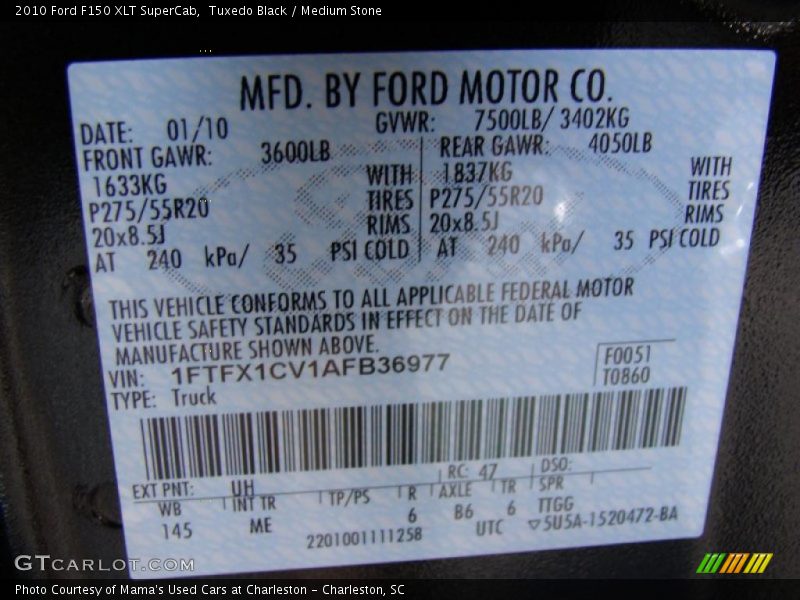 2010 Ford F150 XLT SuperCab,  Tuxedo Black / Medium Stone
MFD. BY FORD MOTOR CO.
DATE: 01/10 GVWR: 7500LB/ 3402KG
FRONT GAWR: 3600LB REAR GAWR: 4050LB
1633KG WITH 1837KG WITH
P275/55R20 TIRES P275/55R20 TIRES
20x8.5J RIMS 20x8.5J RIMS
AT 240 kPa/ 35 PSI COLD AT 240 kPa/ 35 PSI COLD
THIS VEHICLE CONFORMS TO ALL APPLICABLE FEDERAL MOTOR
VEHICLE SAFETY STANDARDS IN EFFECT ON THE DATE OF
MANUFACTURE SHOWN ABOVE.
VIN: 1FTFX1CV1AFB36977 F0051
TYPE: Truck T0860
EXT PNT: UH RC: 47 DSO:
WB INT TR TP/PS R AXLE TR SPR
145 ME 6 B6 6 TTGG
2201001111258 UTC ▽5U5A-1520472-BA
GTCARLOT.COM
Photo Courtesy of Mama's Used Cars at Charleston - Charleston, SC